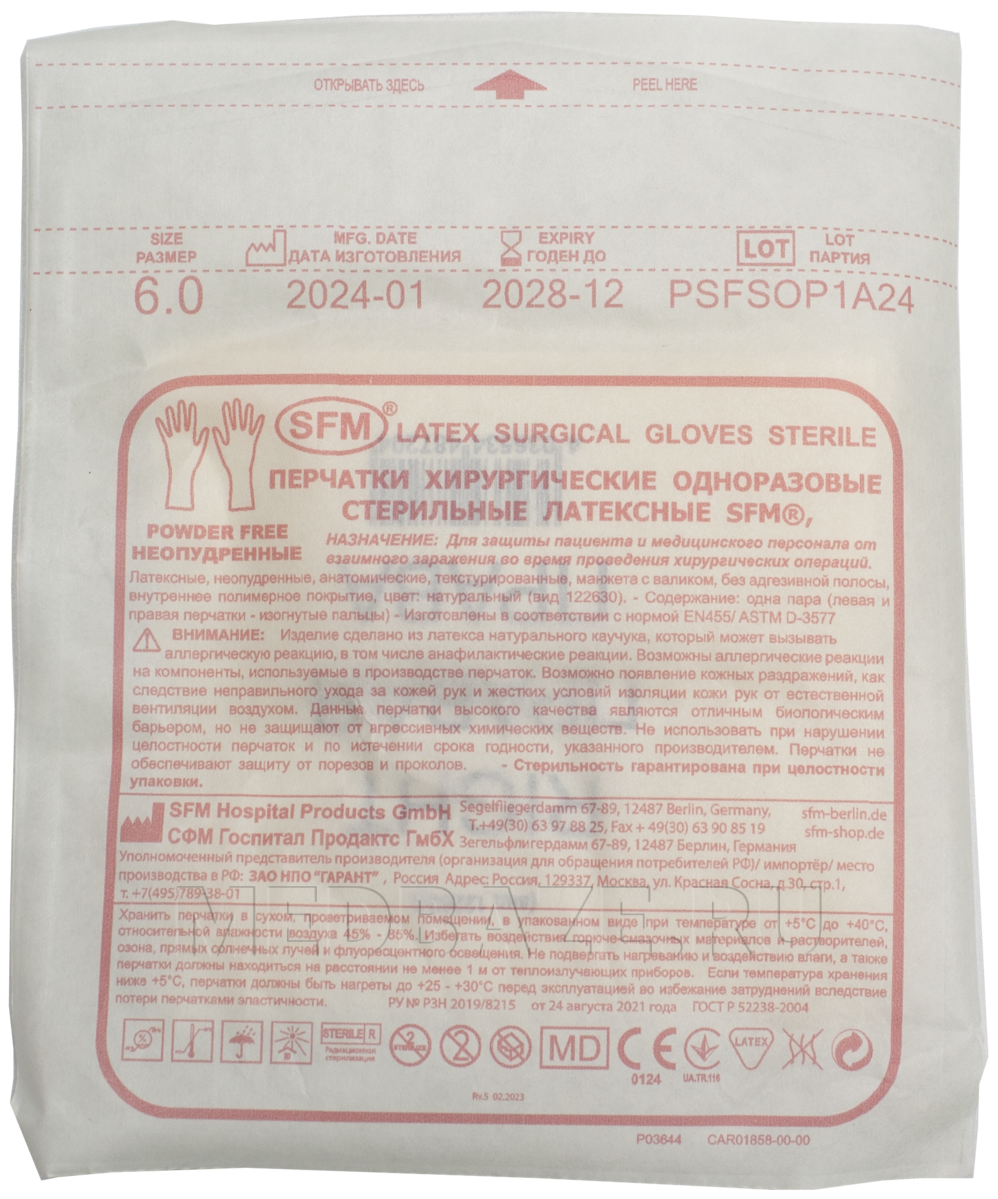 ОТКРЫВАТЬ ЗДЕСЬ PEEL HERE
SIZE MFG. DATE EXPIRY LOT LOT
РАЗМЕР ДАТА ИЗГОТОВЛЕНИЯ ГОДЕН ДО ПАРТИЯ
6.0 2024-01 2028-12 PSFSOP1A24
SFM® LATEX SURGICAL GLOVES STERILE
ПЕРЧАТКИ ХИРУРГИЧЕСКИЕ ОДНОРАЗОВЫЕ
СТЕРИЛЬНЫЕ ЛАТЕКСНЫЕ SFM®,
POWDER FREE
НЕОПУДРЕННЫЕ
НАЗНАЧЕНИЕ: Для защиты пациента и медицинского персонала от
взаимного заражения во время проведения хирургических операций.
Латексные, неопудренные, анатомические, текстурированные, манжета с валиком, без адгезивной полосы,
внутреннее полимерное покрытие, цвет: натуральный (вид 122630). - Содержание: одна пара (левая и
правая перчатки - изогнутые пальцы) - Изготовлены в соответствии с нормой EN455/ ASTM D-3577
ВНИМАНИЕ: Изделие сделано из латекса натурального каучука, который может вызывать
аллергическую реакцию, в том числе анафилактические реакции. Возможны аллергические реакции
на компоненты, используемые в производстве перчаток. Возможно появление кожных раздражений, как
следствие неправильного ухода за кожей рук и жестких условий изоляции кожи рук от естественной
вентиляции воздухом. Данные перчатки высокого качества являются отличным биологическим
барьером, но не защищают от агрессивных химических веществ. Не использовать при нарушении
целостности перчаток и по истечении срока годности, указанного производителем. Перчатки не
обеспечивают защиту от порезов и проколов. - Стерильность гарантирована при целостности
упаковки.
SFM Hospital Products GmbH Segelfliegerdamm 67-89, 12487 Berlin, Germany, sfm-berlin.de
T.+49(30) 63 97 88 25, Fax + 49(30) 63 90 85 19 sfm-shop.de
СФМ Госпитал Продактс ГмбХ Зегельфлигердамм 67-89, 12487 Берлин, Германия
Уполномоченный представитель производителя (организация для обращения потребителей РФ)/ импортёр/ место
производства в РФ: ЗАО НПО "ГАРАНТ" , Россия Адрес: Россия, 129337, Москва, ул. Красная Сосна, д.30, стр.1,
т. +7(495)789-38-01
MEDBAZE.RU
Хранить перчатки в сухом, проветриваемом помещении, в упакованном виде при температуре от +5°C до +40°C,
относительной влажности воздуха 45% - 85%. Избегать воздействия горюче-смазочных материалов и растворителей,
озона, прямых солнечных лучей и флуоресцентного освещения. Не подвергать нагреванию и воздействию влаги, а также
перчатки должны находиться на расстоянии не менее 1 м от теплоизлучающих приборов. Если температура хранения
ниже +5°C, перчатки должны быть нагреты до +25 - +30°C перед эксплуатацией во избежание затруднений вследствие
потери перчатками эластичности. РУ № РЗН 2019/8215 от 24 августа 2021 года ГОСТ Р 52238-2004
STERILE R MD CE LATEX
Радиационная
стерилизация
0124 UA.TR.116
Rv.5 02.2023
P03644 CAR01858-00-00